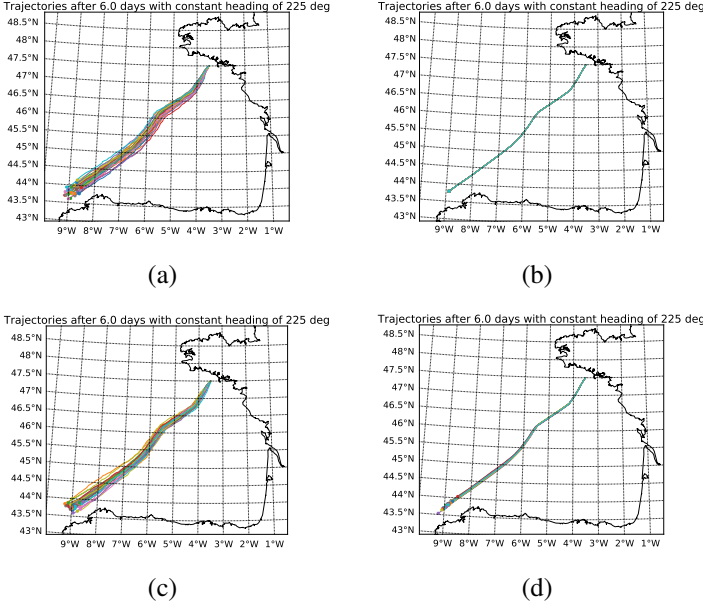 Trajectories after 6.0 days with constant heading of 225 deg
48.5°N
48°N
47.5°N
47°N
46.5°N
46°N
45.5°N
45°N
44.5°N
44°N
43.5°N
43°N
9°W 8°W 7°W 6°W 5°W 4°W 3°W 2°W 1°W
(a)
Trajectories after 6.0 days with constant heading of 225 deg
48.5°N
48°N
47.5°N
47°N
46.5°N
46°N
45.5°N
45°N
44.5°N
44°N
43.5°N
43°N
9°W 8°W 7°W 6°W 5°W 4°W 3°W 2°W 1°W
(b)
Trajectories after 6.0 days with constant heading of 225 deg
48.5°N
48°N
47.5°N
47°N
46.5°N
46°N
45.5°N
45°N
44.5°N
44°N
43.5°N
43°N
9°W 8°W 7°W 6°W 5°W 4°W 3°W 2°W 1°W
(c)
Trajectories after 6.0 days with constant heading of 225 deg
48.5°N
48°N
47.5°N
47°N
46.5°N
46°N
45.5°N
45°N
44.5°N
44°N
43.5°N
43°N
9°W 8°W 7°W 6°W 5°W 4°W 3°W 2°W 1°W
(d)